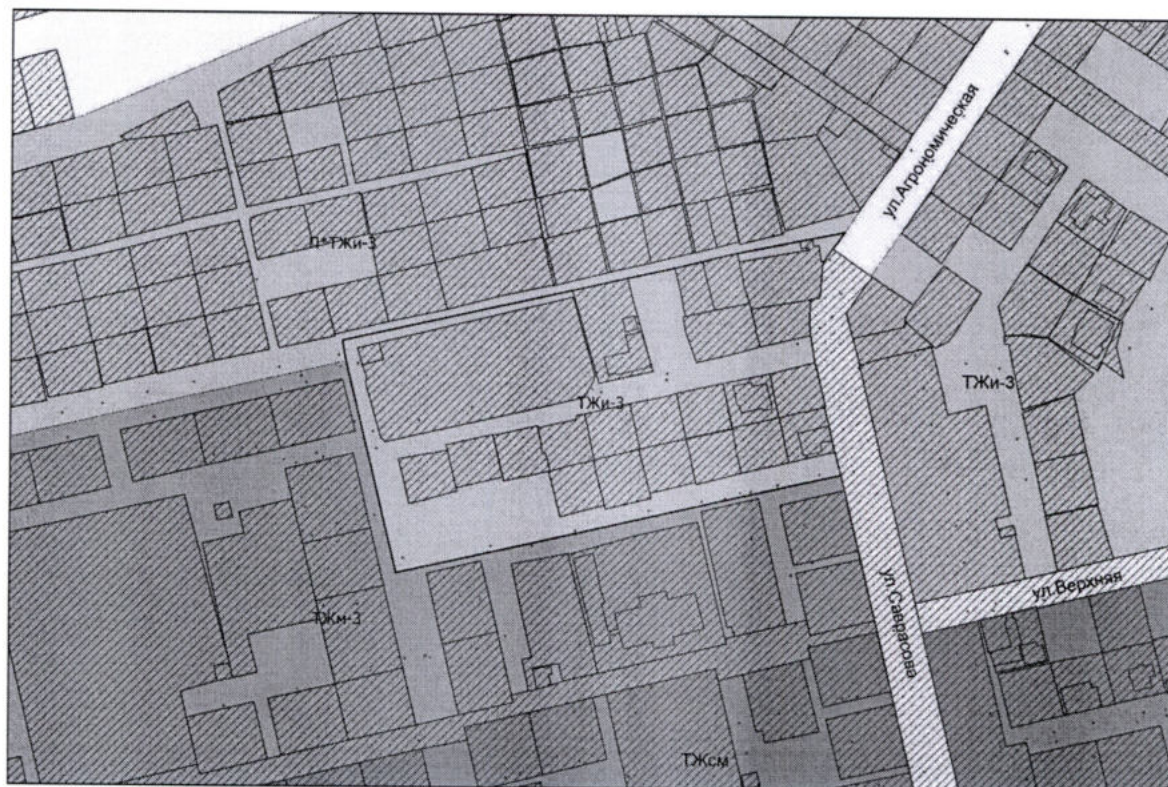 ул.Агрономическая
П*ТЖи-3
ТЖи-3
ТЖи-3
ул.Верхняя
ул.Саврасова
ТЖм-3
ТЖсм